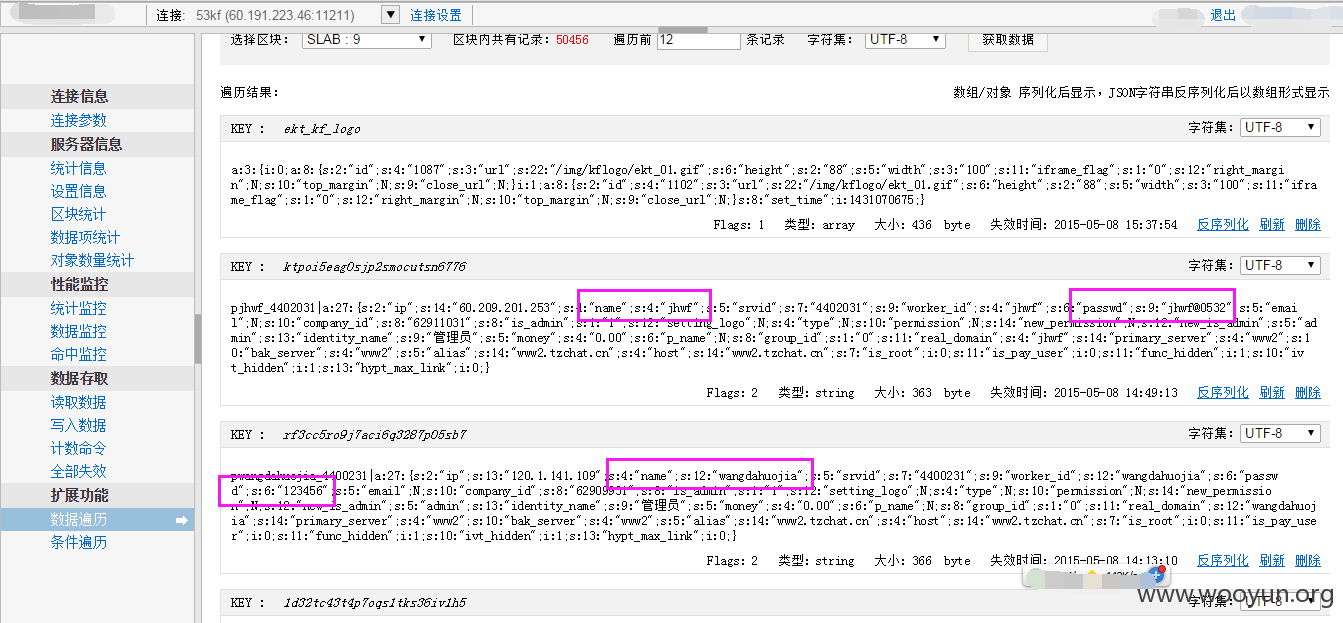 连接: 53kf (60.191.223.46:11211) ▼ 连接设置 退出
选择区块: SLAB : 9 区块内共有记录: 50456 遍历前 12 条记录 字符集: UTF-8 获取数据
连接信息
连接参数
服务器信息
统计信息
设置信息
区块统计
数据项统计
对象数量统计
性能监控
统计监控
数据监控
命中监控
数据存取
读取数据
写入数据
计数命令
全部失效
扩展功能
数据遍历
条件遍历
遍历结果: 数组/对象 序列化后显示，JSON字符串反序列化后以数组形式显示
KEY : ekt_kf_logo 字符集: UTF-8
a:3:{i:0;a:8:{s:2:"id";s:4:"1087";s:3:"url";s:22:"/img/kflogo/ekt_01.gif";s:6:"height";s:2:"88";s:5:"width";s:3:"100";s:11:"iframe_flag";s:1:"0";s:12:"right_margi
n";N;s:10:"top_margin";N;s:9:"close_url";N;}i:1;a:8:{s:2:"id";s:4:"1102";s:3:"url";s:22:"/img/kflogo/ekt_01.gif";s:6:"height";s:2:"88";s:5:"width";s:3:"100";s:11:"ifra
me_flag";s:1:"0";s:12:"right_margin";N;s:10:"top_margin";N;s:9:"close_url";N;}s:8:"set_time";i:1431070675;}
Flags: 1 类型: array 大小: 436 byte 失效时间: 2015-05-08 15:37:54 反序列化 刷新 删除
KEY : ktpoi5eag0sjp2smocutsn6776 字符集: UTF-8
pjhwf_4402031|a:27:{s:2:"ip";s:14:"60.209.201.253";s:4:"name";s:4:"jhwf";s:5:"srvid";s:7:"4402031";s:9:"worker_id";s:4:"jhwf";s:6:"passwd";s:9:"jhwf@0532";s:5:"emai
l";N;s:10:"company_id";s:8:"62911031";s:8:"is_admin";s:1:"1";s:12:"setting_logo";N;s:4:"type";N;s:10:"permission";N;s:14:"new_permission";N;s:12:"new_is_admin";s:5:"ad
min";s:13:"identity_name";s:9:"管理员";s:5:"money";s:4:"0.00";s:6:"p_name";N;s:8:"group_id";s:1:"0";s:11:"real_domain";s:4:"jhwf";s:14:"primary_server";s:4:"www2";s:1
0:"bak_server";s:4:"www2";s:5:"alias";s:14:"www2.tzchat.cn";s:4:"host";s:14:"www2.tzchat.cn";s:7:"is_root";i:0;s:11:"is_pay_user";i:0;s:11:"func_hidden";i:1;s:10:"iv
t_hidden";i:1;s:13:"hypt_max_link";i:0;}
Flags: 2 类型: string 大小: 363 byte 失效时间: 2015-05-08 14:49:13 反序列化 刷新 删除
KEY : rf3cc5ro9j7aci6q3287p05sb7 字符集: UTF-8
pwangdahuojia_4400231|a:27:{s:2:"ip";s:13:"120.1.141.109";s:4:"name";s:12:"wangdahuojia";s:5:"srvid";s:7:"4400231";s:9:"worker_id";s:12:"wangdahuojia";s:6:"passw
d";s:6:"123456";s:5:"email";N;s:10:"company_id";s:8:"62909931";s:8:"is_admin";s:1:"1";s:12:"setting_logo";N;s:4:"type";N;s:10:"permission";N;s:14:"new_permissio
n";N;s:12:"new_is_admin";s:5:"admin";s:13:"identity_name";s:9:"管理员";s:5:"money";s:4:"0.00";s:6:"p_name";N;s:8:"group_id";s:1:"0";s:11:"real_domain";s:12:"wangdahuoj
ia";s:14:"primary_server";s:4:"www2";s:10:"bak_server";s:4:"www2";s:5:"alias";s:14:"www2.tzchat.cn";s:4:"host";s:14:"www2.tzchat.cn";s:7:"is_root";i:0;s:11:"is_pay_use
r";i:0;s:11:"func_hidden";i:1;s:10:"ivt_hidden";i:1;s:13:"hypt_max_link";i:0;}
Flags: 2 类型: string 大小: 366 byte 失效时间: 2015-05-08 14:13:10 反序列化 刷新 删除
KEY : 1d32tc43t4p7oqs1tks36iv1h5 字符集: UTF-8
www.wooyun.org